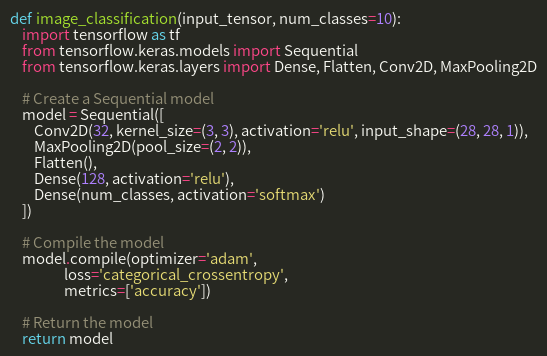 def image_classification(input_tensor, num_classes=10):
    import tensorflow as tf
    from tensorflow.keras.models import Sequential
    from tensorflow.keras.layers import Dense, Flatten, Conv2D, MaxPooling2D

    # Create a Sequential model
    model = Sequential([
        Conv2D(32, kernel_size=(3, 3), activation='relu', input_shape=(28, 28, 1)),
        MaxPooling2D(pool_size=(2, 2)),
        Flatten(),
        Dense(128, activation='relu'),
        Dense(num_classes, activation='softmax')
    ])

    # Compile the model
    model.compile(optimizer='adam',
                  loss='categorical_crossentropy',
                  metrics=['accuracy'])

    # Return the model
    return model